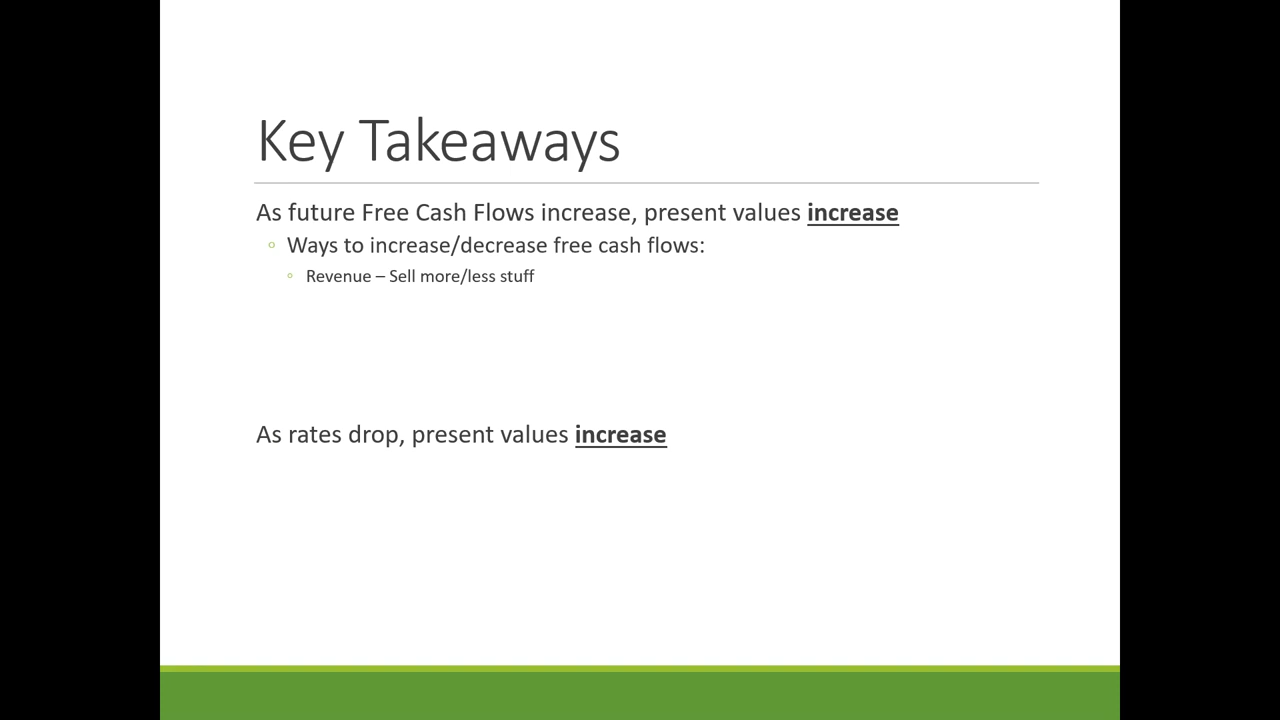 Key Takeaways
As future Free Cash Flows increase, present values increase
◦ Ways to increase/decrease free cash flows:
◦ Revenue – Sell more/less stuff
As rates drop, present values increase